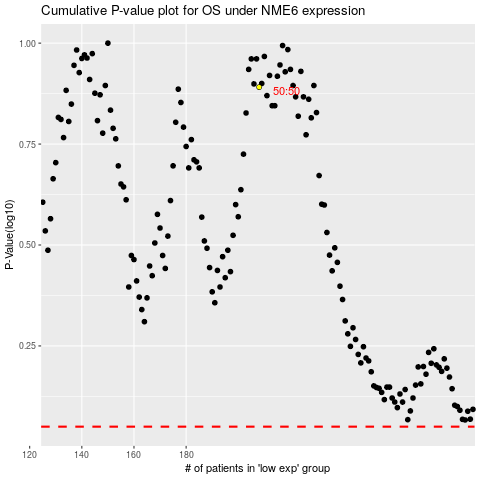 Cumulative P-value plot for OS under NME6 expression
P-Value(log10)
1.00
0.75
0.50
0.25
50:50
120 140 160 180
# of patients in 'low exp' group